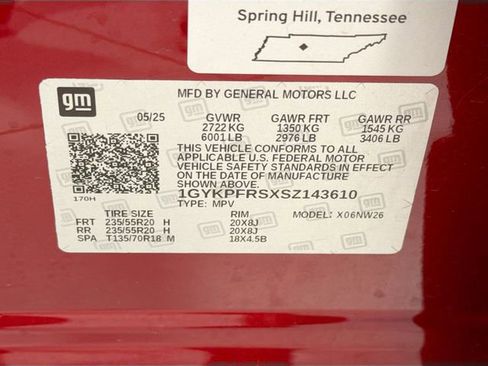 Spring Hill, Tennessee
gm
MFD BY GENERAL MOTORS LLC
05/25 GVWR GAWR FRT GAWR RR
2722 KG 1350 KG 1545 KG
6001 LB 2976 LB 3406 LB
THIS VEHICLE CONFORMS TO ALL
APPLICABLE U.S. FEDERAL MOTOR
VEHICLE SAFETY STANDARDS IN EFFECT
ON THE DATE OF MANUFACTURE SHOWN ABOVE.
170H
1GYKPFRSXSZ143610
TYPE: MPV MODEL: X06NW26
TIRE SIZE RIM
FRT 235/55R20 H 20X8J
RR 235/55R20 H 20X8J
SPA T135/70R18 M 18X4.5B